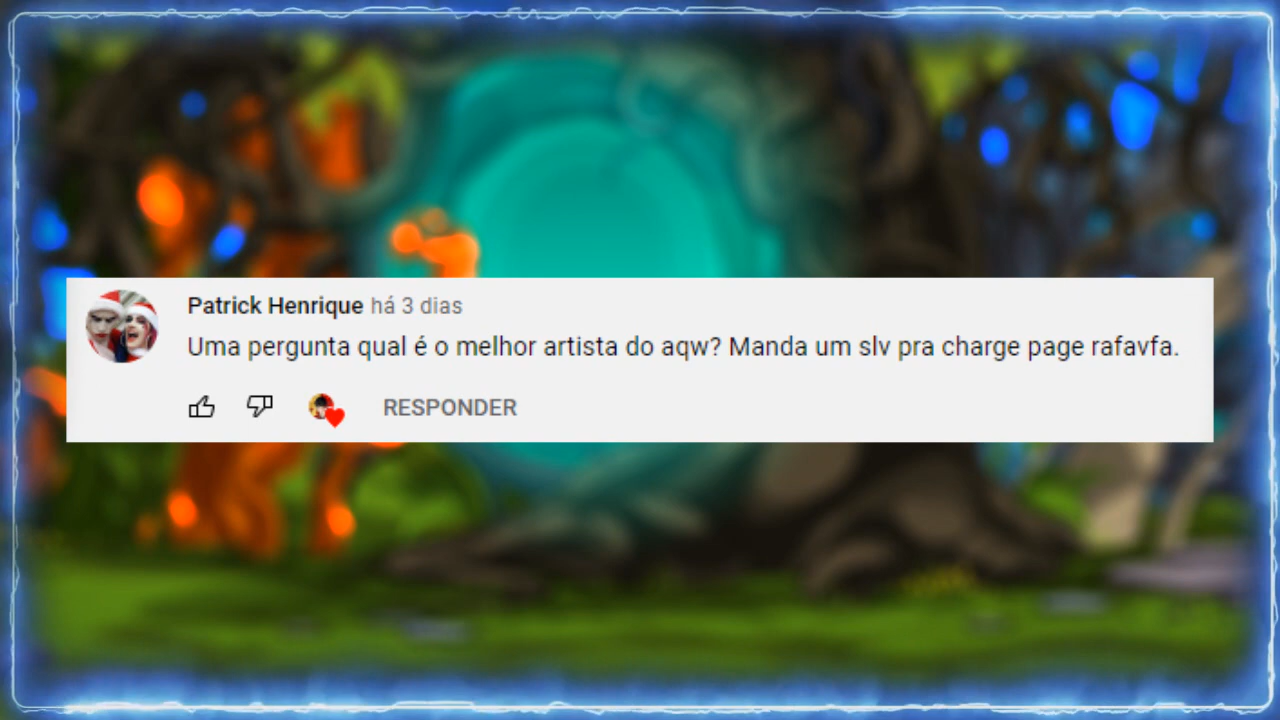 Patrick Henrique há 3 dias
Uma pergunta qual é o melhor artista do aqw? Manda um slv pra charge page rafavfa.
RESPONDER